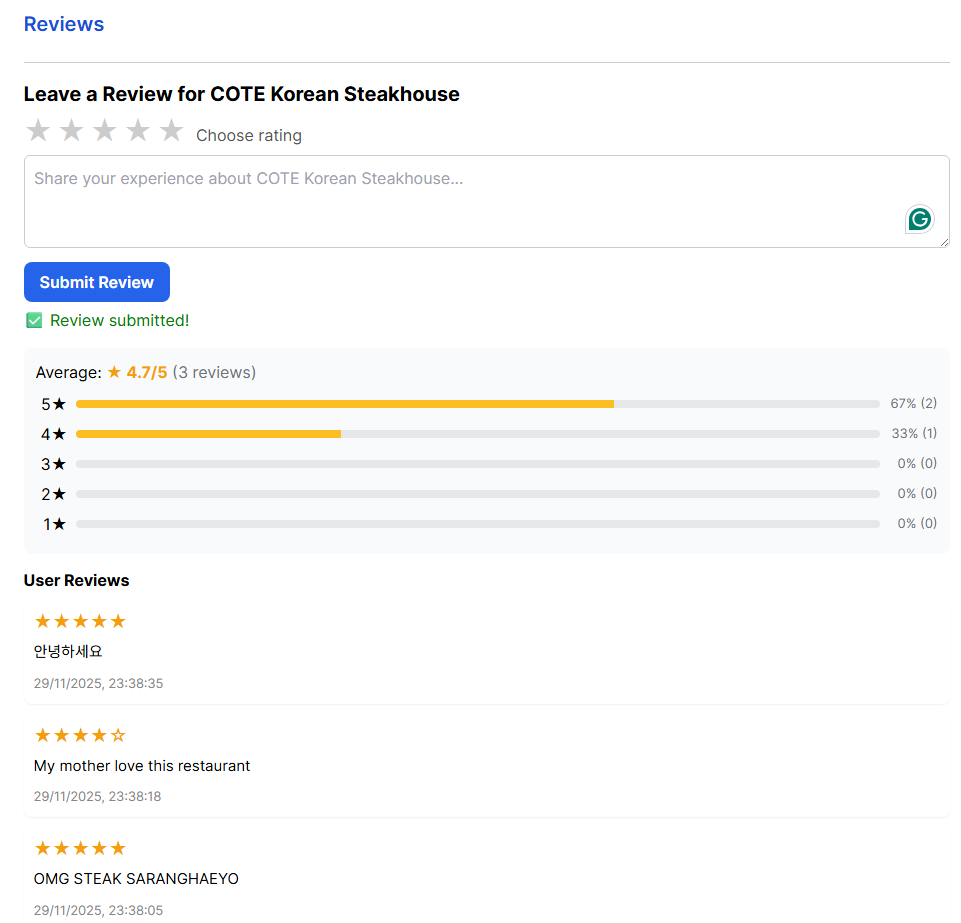 Reviews
Leave a Review for COTE Korean Steakhouse
★ ★ ★ ★ ★ Choose rating
Share your experience about COTE Korean Steakhouse...
Submit Review
✅ Review submitted!
Average: ★ 4.7/5 (3 reviews)
5★ 67% (2)
4★ 33% (1)
3★ 0% (0)
2★ 0% (0)
1★ 0% (0)
User Reviews
★★★★★
안녕하세요
29/11/2025, 23:38:35
★★★★☆
My mother love this restaurant
29/11/2025, 23:38:18
★★★★★
OMG STEAK SARANGHAEYO
29/11/2025, 23:38:05